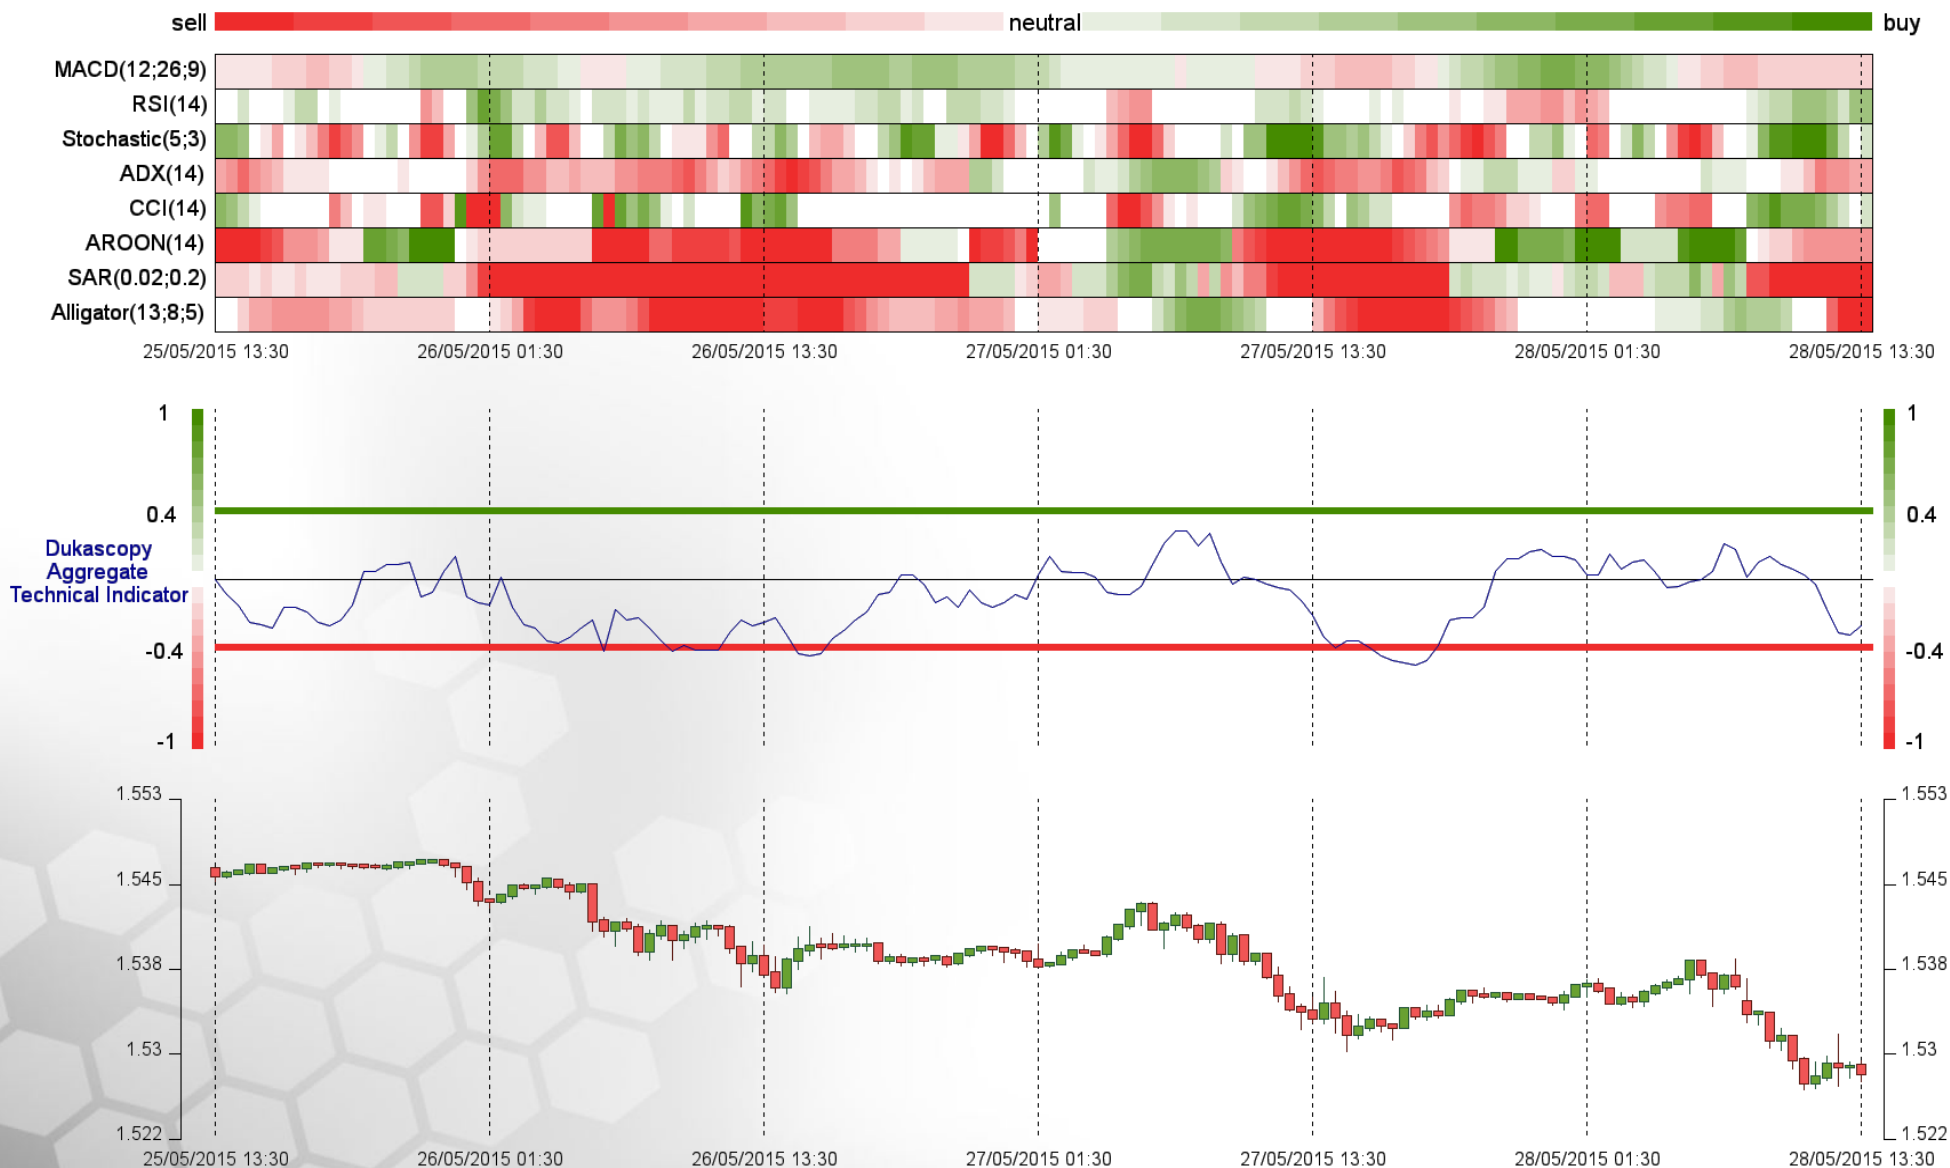 sell neutral buy
MACD(12;26;9)
RSI(14)
Stochastic(5;3)
ADX(14)
CCI(14)
AROON(14)
SAR(0.02;0.2)
Alligator(13;8;5)
25/05/2015 13:30 26/05/2015 01:30 26/05/2015 13:30 27/05/2015 01:30 27/05/2015 13:30 28/05/2015 01:30 28/05/2015 13:30
1 1
0.4 0.4
Dukascopy
Aggregate
Technical Indicator
-0.4 -0.4
-1 -1
1.553 1.553
1.545 1.545
1.538 1.538
1.53 1.53
1.522 1.522
25/05/2015 13:30 26/05/2015 01:30 26/05/2015 13:30 27/05/2015 01:30 27/05/2015 13:30 28/05/2015 01:30 28/05/2015 13:30